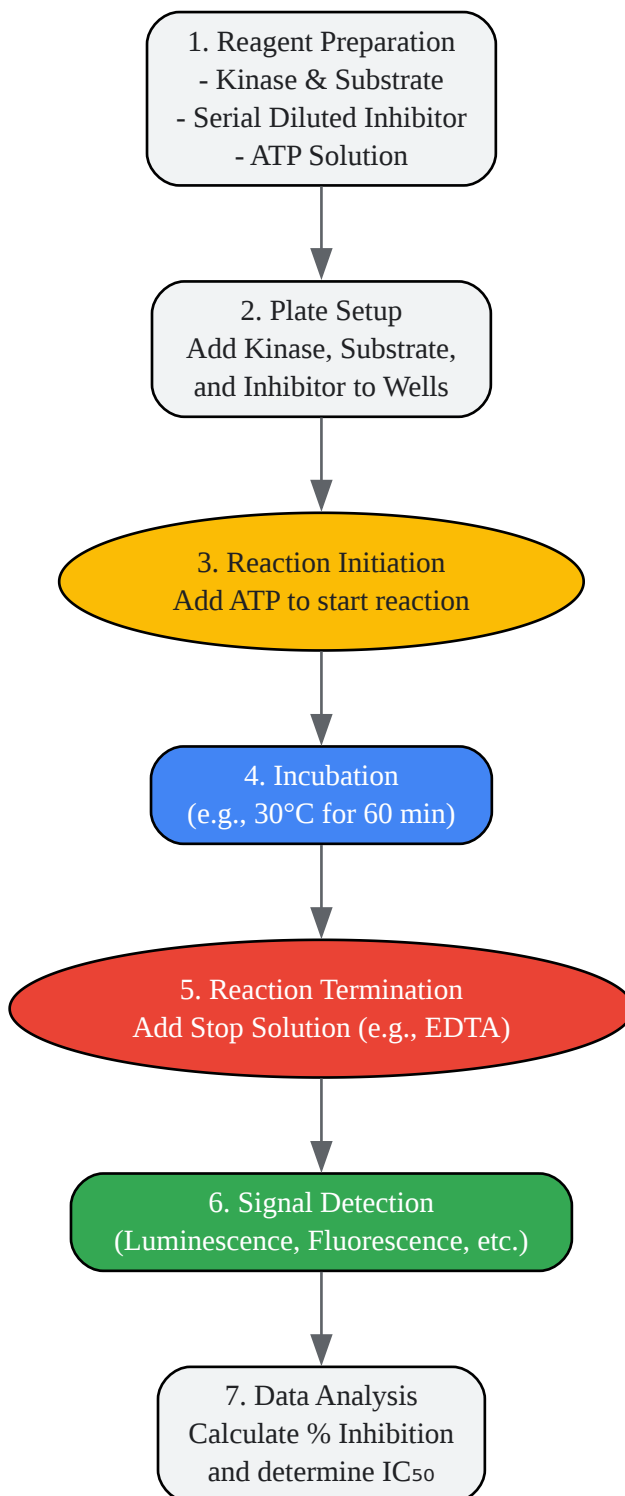 1. Reagent Preparation
- Kinase & Substrate
- Serial Diluted Inhibitor
- ATP Solution
2. Plate Setup
Add Kinase, Substrate,
and Inhibitor to Wells
3. Reaction Initiation
Add ATP to start reaction
4. Incubation
(e.g., 30°C for 60 min)
5. Reaction Termination
Add Stop Solution (e.g., EDTA)
6. Signal Detection
(Luminescence, Fluorescence, etc.)
7. Data Analysis
Calculate % Inhibition
and determine IC₅₀